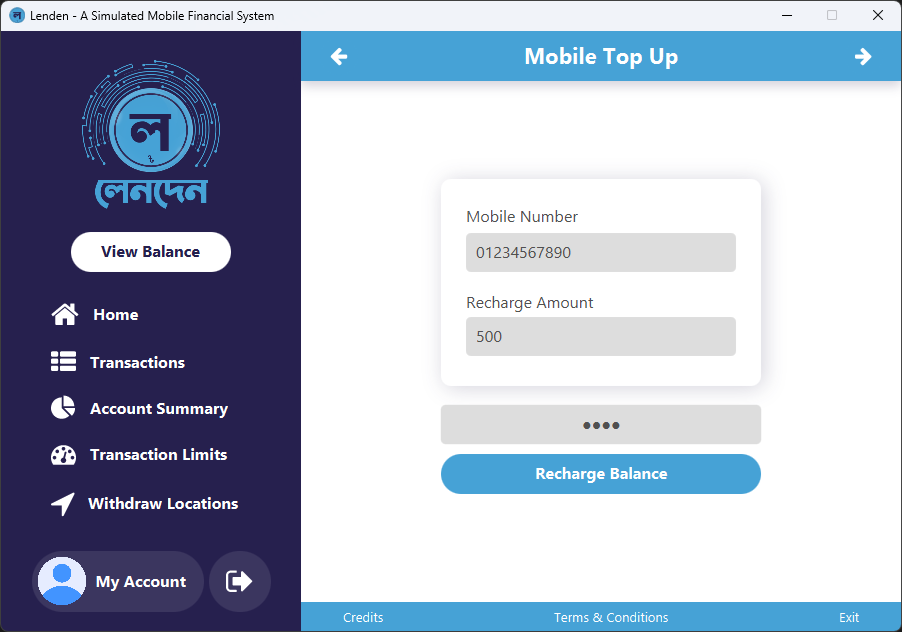 ল
Lenden - A Simulated Mobile Financial System
ল
৳
লেনদেন
View Balance
Home
Transactions
Account Summary
Transaction Limits
Withdraw Locations
My Account
Mobile Top Up
Mobile Number
01234567890
Recharge Amount
500
••••
Recharge Balance
Credits
Terms & Conditions
Exit